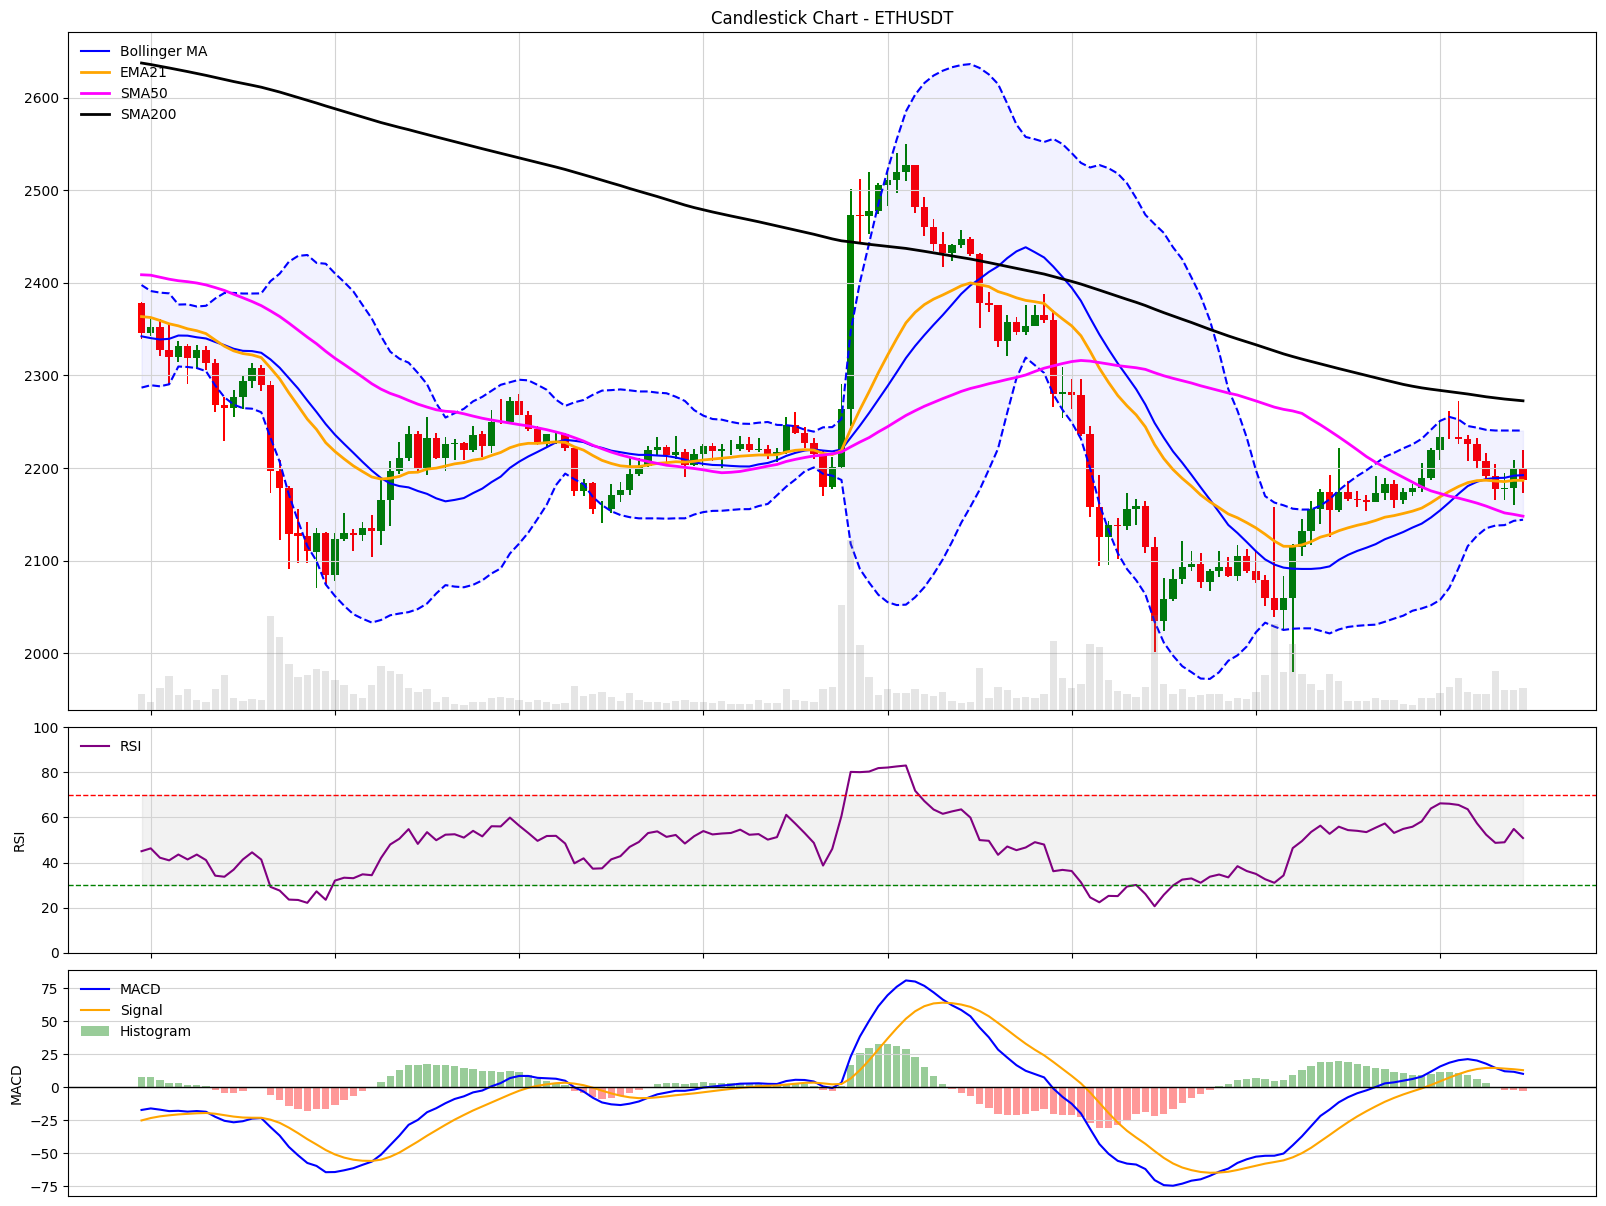 Candlestick Chart - ETHUSDT
Bollinger MA
EMA21
SMA50
SMA200
2600
2500
2400
2300
2200
2100
2000
RSI
100
80
60
40
20
0
RSI
MACD
Signal
Histogram
75
50
25
0
−25
−50
−75
MACD